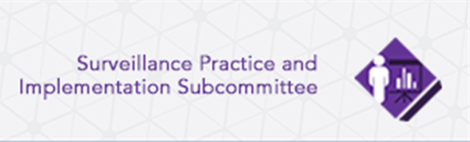 Surveillance Practice and
Implementation Subcommittee